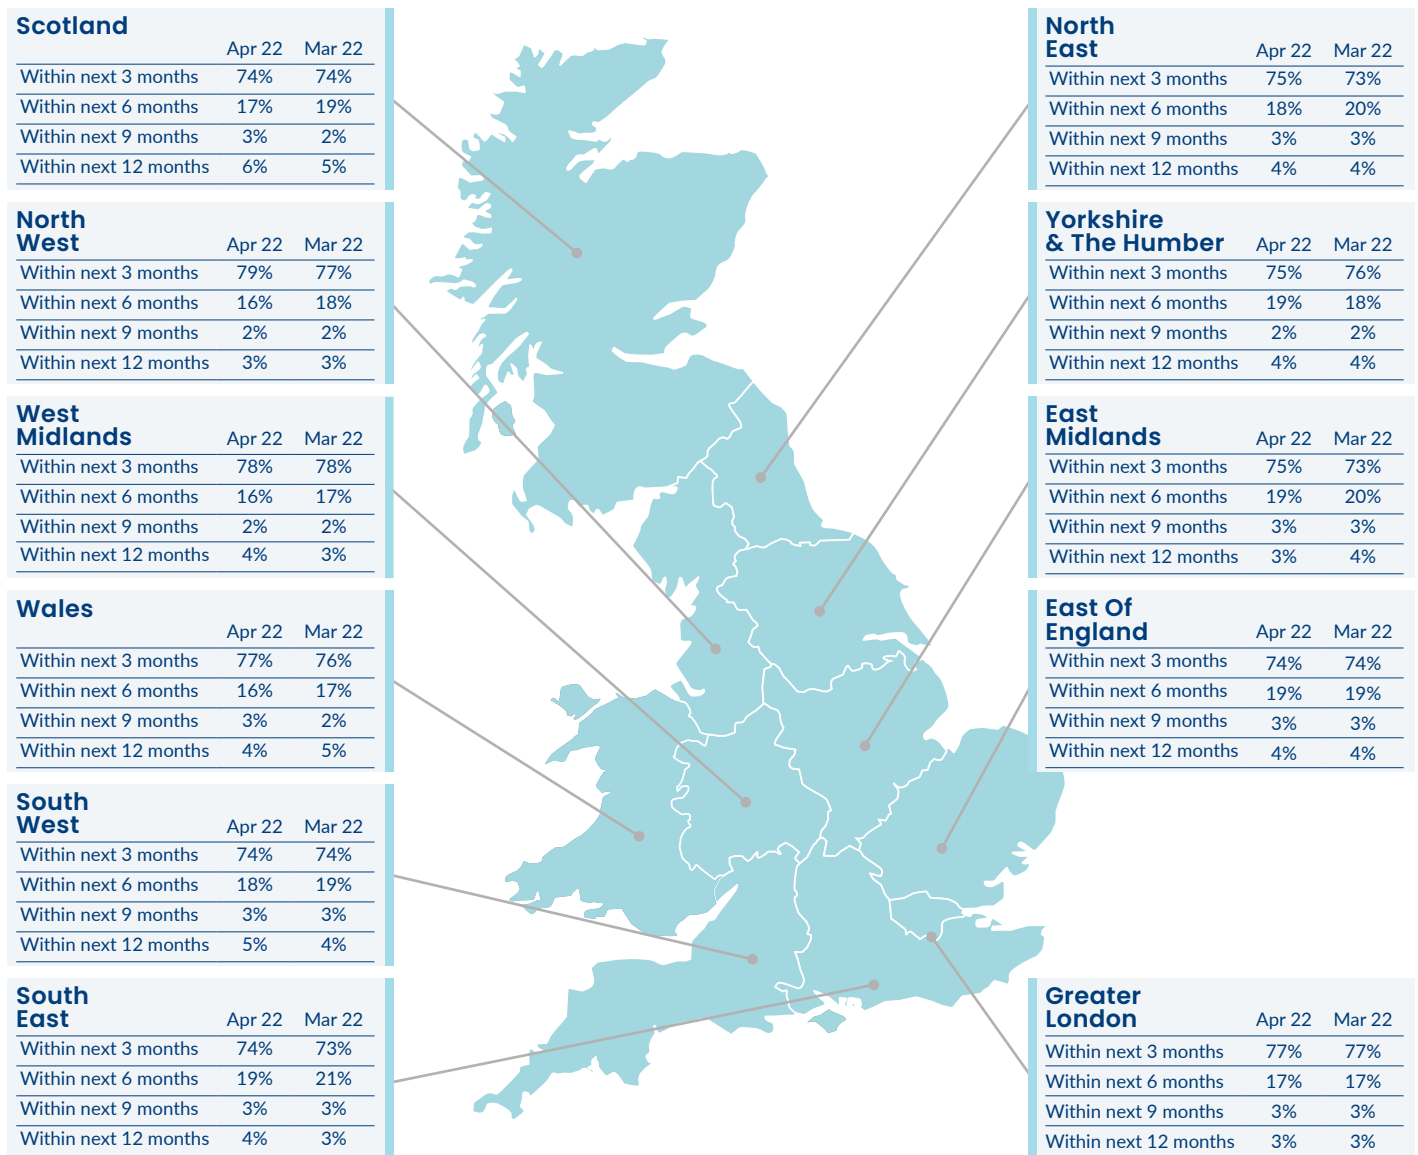 Scotland
Apr 22 Mar 22
Within next 3 months 74% 74%
Within next 6 months 17% 19%
Within next 9 months 3% 2%
Within next 12 months 6% 5%
North
West
Apr 22 Mar 22
Within next 3 months 79% 77%
Within next 6 months 16% 18%
Within next 9 months 2% 2%
Within next 12 months 3% 3%
West
Midlands
Apr 22 Mar 22
Within next 3 months 78% 78%
Within next 6 months 16% 17%
Within next 9 months 2% 2%
Within next 12 months 4% 3%
Wales
Apr 22 Mar 22
Within next 3 months 77% 76%
Within next 6 months 16% 17%
Within next 9 months 3% 2%
Within next 12 months 4% 5%
South
West
Apr 22 Mar 22
Within next 3 months 74% 74%
Within next 6 months 18% 19%
Within next 9 months 3% 3%
Within next 12 months 5% 4%
South
East
Apr 22 Mar 22
Within next 3 months 74% 73%
Within next 6 months 19% 21%
Within next 9 months 3% 3%
Within next 12 months 4% 3%
North
East
Apr 22 Mar 22
Within next 3 months 75% 73%
Within next 6 months 18% 20%
Within next 9 months 3% 3%
Within next 12 months 4% 4%
Yorkshire
& The Humber
Apr 22 Mar 22
Within next 3 months 75% 76%
Within next 6 months 19% 18%
Within next 9 months 2% 2%
Within next 12 months 4% 4%
East
Midlands
Apr 22 Mar 22
Within next 3 months 75% 73%
Within next 6 months 19% 20%
Within next 9 months 3% 3%
Within next 12 months 3% 4%
East Of
England
Apr 22 Mar 22
Within next 3 months 74% 74%
Within next 6 months 19% 19%
Within next 9 months 3% 3%
Within next 12 months 4% 4%
Greater
London
Apr 22 Mar 22
Within next 3 months 77% 77%
Within next 6 months 17% 17%
Within next 9 months 3% 3%
Within next 12 months 3% 3%